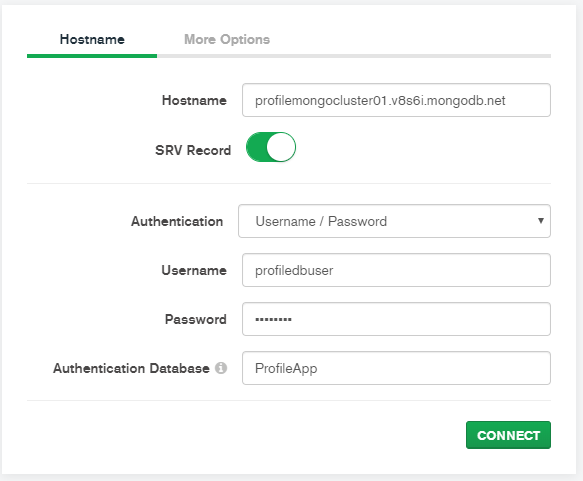 Hostname More Options
Hostname profilemongocluster01.v8s6i.mongodb.net
SRV Record
Authentication Username / Password
Username profiledbuser
Password ••••••••
Authentication Database ProfileApp
CONNECT